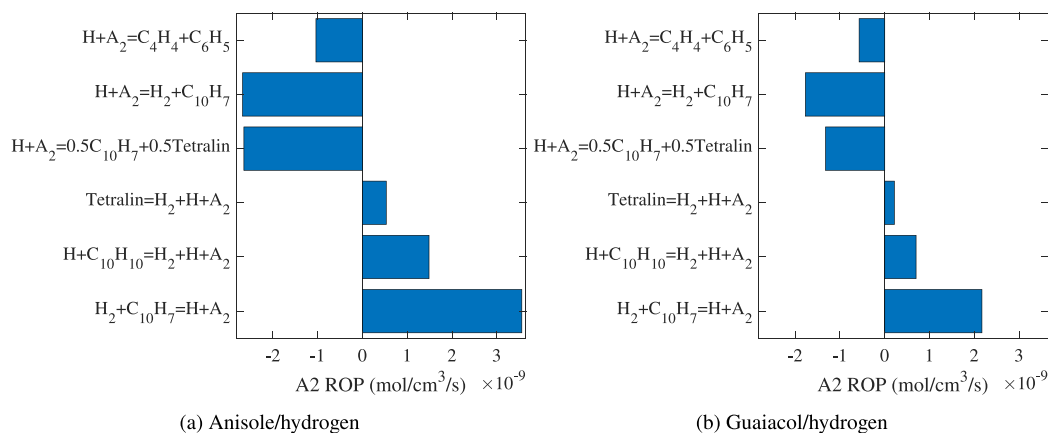 H+A₂=C₄H₄+C₆H₅
H+A₂=H₂+C₁₀H₇
H+A₂=0.5C₁₀H₇+0.5Tetralin
Tetralin=H₂+H+A₂
H+C₁₀H₁₀=H₂+H+A₂
H₂+C₁₀H₇=H+A₂
-2 -1 0 1 2 3
A2 ROP (mol/cm³/s) ×10⁻⁹
(a) Anisole/hydrogen
H+A₂=C₄H₄+C₆H₅
H+A₂=H₂+C₁₀H₇
H+A₂=0.5C₁₀H₇+0.5Tetralin
Tetralin=H₂+H+A₂
H+C₁₀H₁₀=H₂+H+A₂
H₂+C₁₀H₇=H+A₂
-2 -1 0 1 2 3
A2 ROP (mol/cm³/s) ×10⁻⁹
(b) Guaiacol/hydrogen